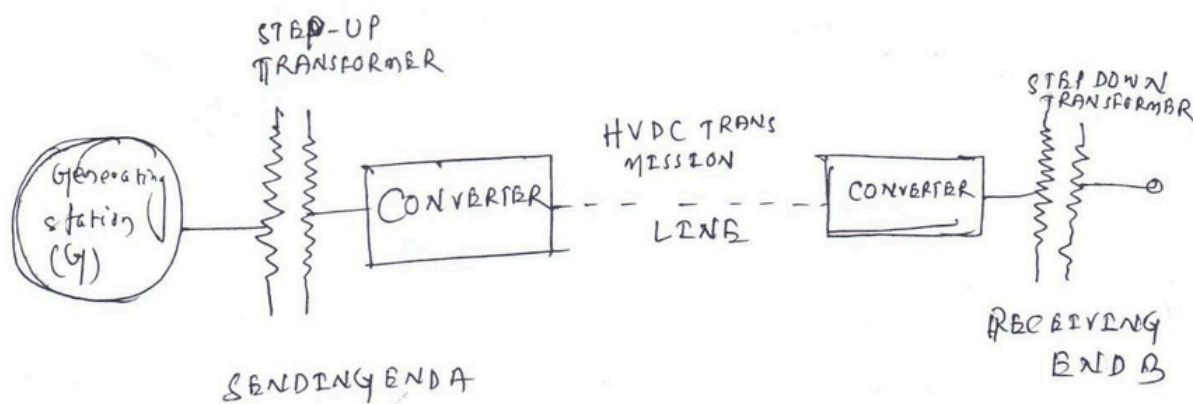 STEP-UP
TRANSFORMER
Generating
station
(G)
CONVERTER
HVDC TRANS
MISSION
LINE
CONVERTER
STEP DOWN
TRANSFORMER
SENDING END A
RECEIVING
END B